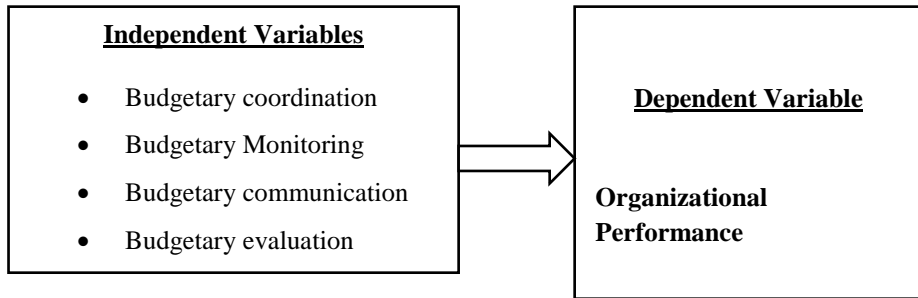 Independent Variables
• Budgetary coordination
• Budgetary Monitoring
• Budgetary communication
• Budgetary evaluation
Dependent Variable
Organizational
Performance